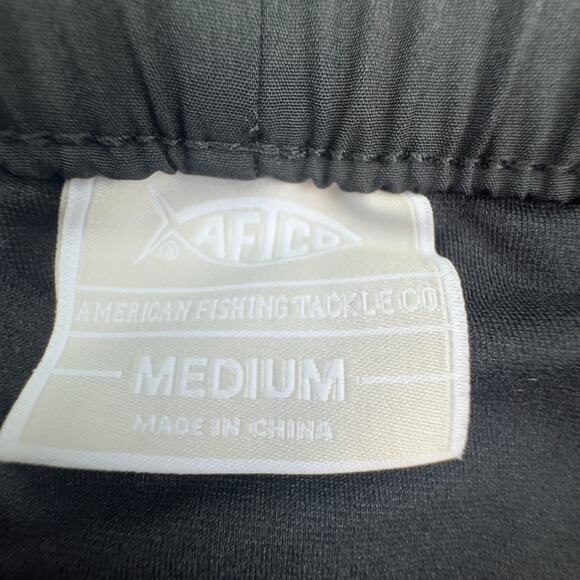 AFTCO
AMERICAN FISHING TACKLE CO
MEDIUM
MADE IN CHINA